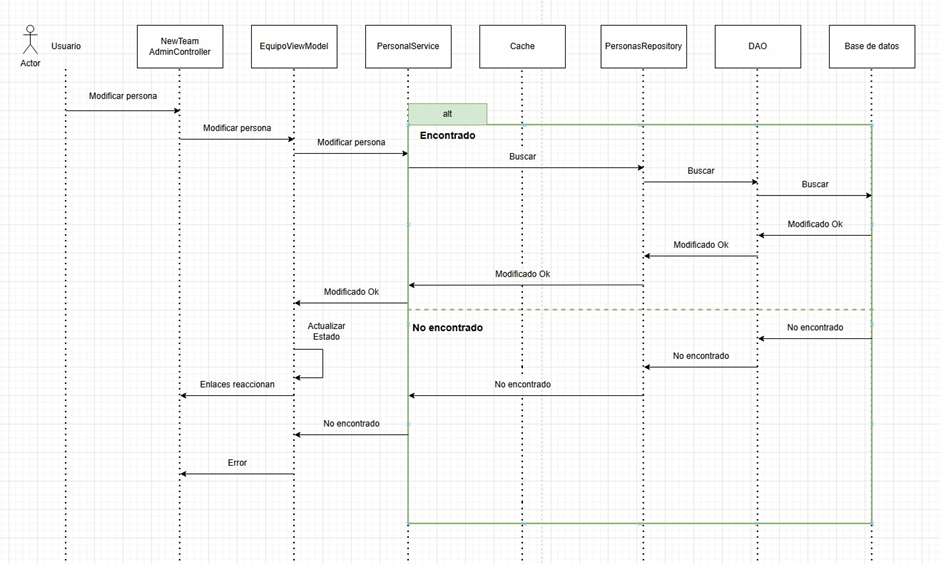 Usuario
Actor
NewTeam
AdminController
EquipoViewModel
PersonalService
Cache
PersonasRepository
DAO
Base de datos
Modificar persona
alt
Modificar persona
Encontrado
Modificar persona
Buscar
Buscar
Buscar
Modificado Ok
Modificado Ok
Modificado Ok
Modificado Ok
Actualizar
Estado
No encontrado
No encontrado
No encontrado
Enlaces reaccionan
No encontrado
No encontrado
Error